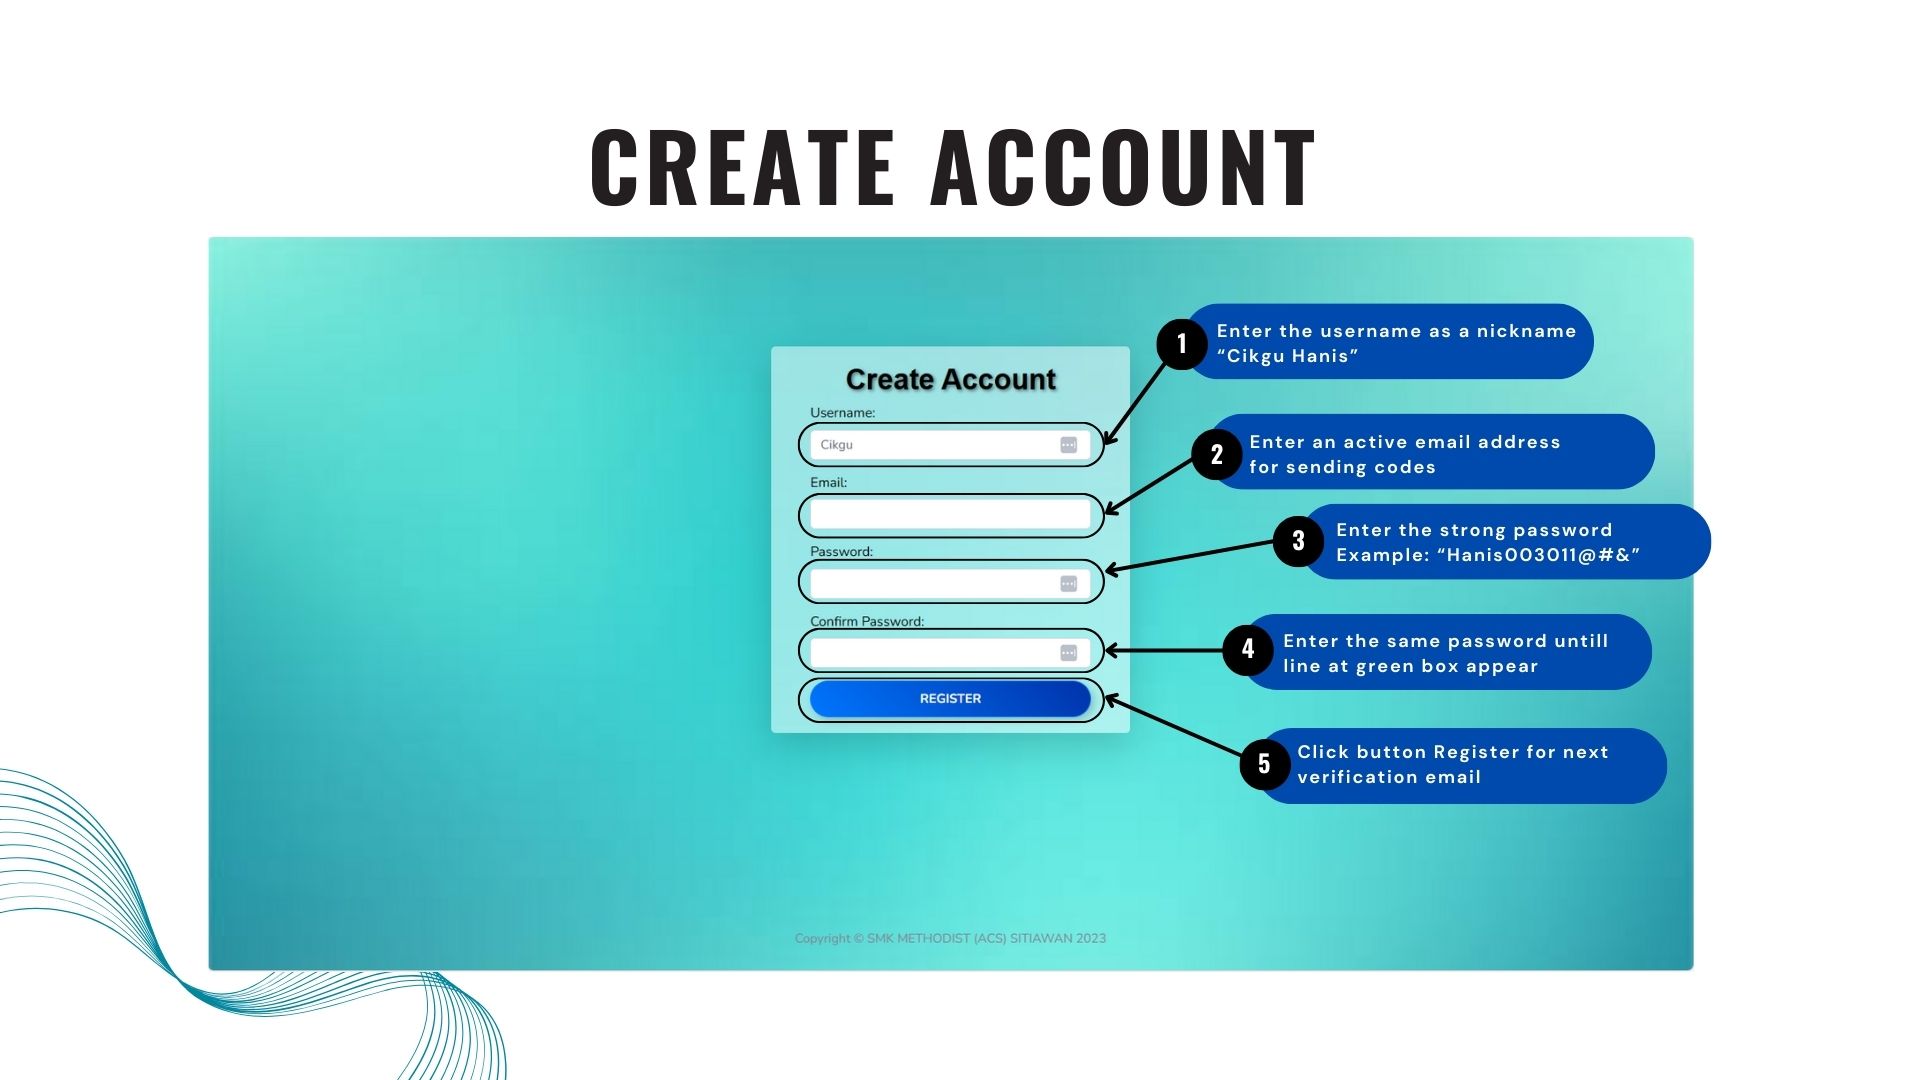 CREATE ACCOUNT
Create Account
Username:
Cikgu
Email:
Password:
Confirm Password:
REGISTER
1
Enter the username as a nickname
“Cikgu Hanis”
2
Enter an active email address
for sending codes
3
Enter the strong password
Example: “Hanis003011@#&”
4
Enter the same password untill
line at green box appear
5
Click button Register for next
verification email
Copyright © SMK METHODIST (ACS) SITIAWAN 2023